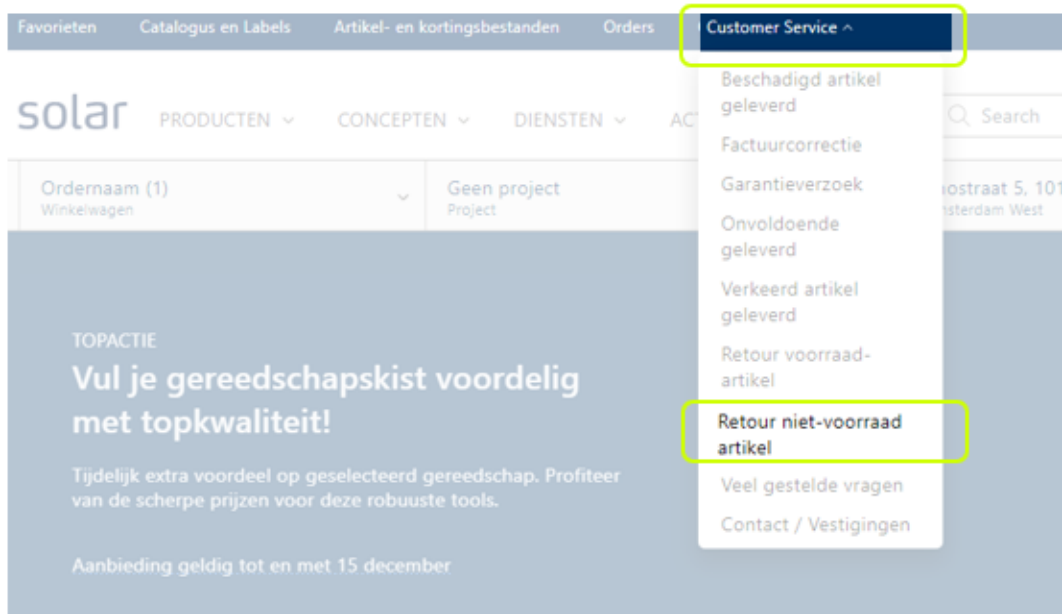 Favorieten Catalogus en Labels Artikel- en kortingsbestanden Orders Customer Service
solar PRODUCTEN CONCEPTEN DIENSTEN Search
Ordernaam (1) Geen project 5, 101
Winkelwagen Project West
Beschadigd artikel
geleverd
Factuurcorrectie
Garantieverzoek
Onvoldoende
geleverd
Verkeerd artikel
geleverd
Retour voorraad-
artikel
Retour niet-voorraad
artikel
Veel gestelde vragen
Contact / Vestigingen
TOPACTIE
Vul je gereedschapskist voordelig
met topkwaliteit!
Tijdelijk extra voordeel op geselecteerd gereedschap. Profiteer
van de scherpe prijzen voor deze robuuste tools.
Aanbieding geldig tot en met 15 december